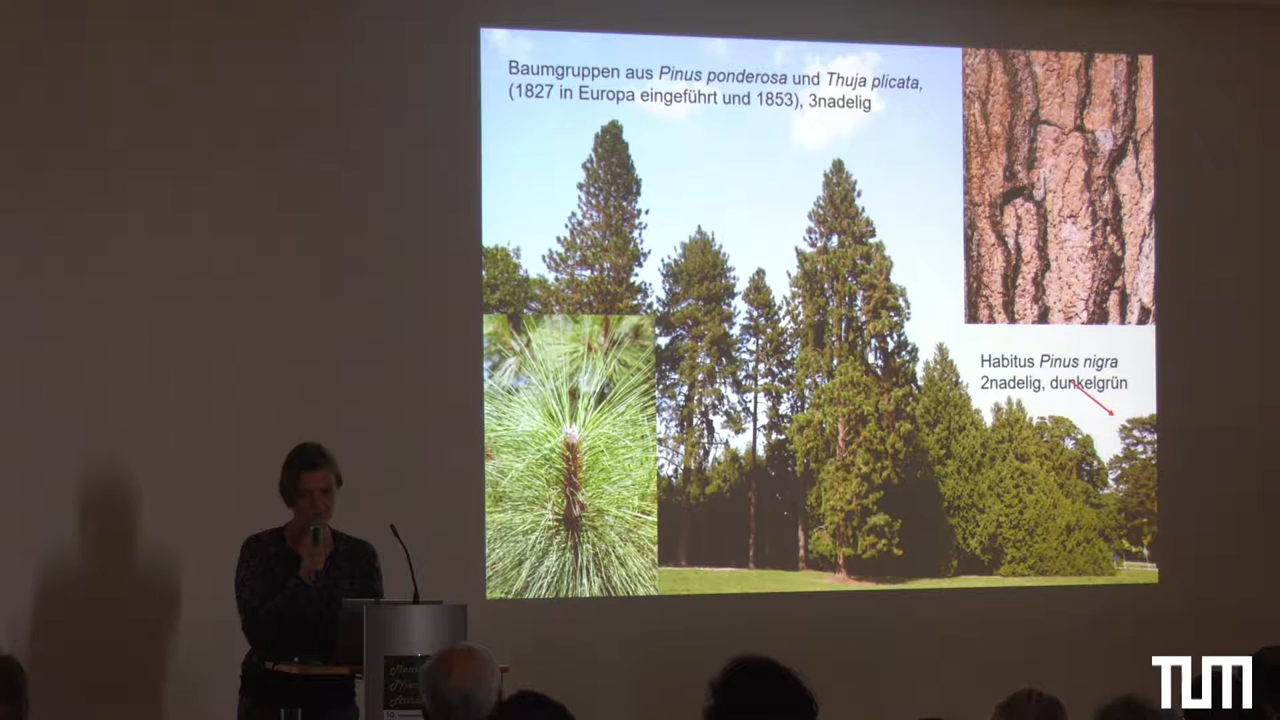 Baumgruppen aus Pinus ponderosa und Thuja plicata,
(1827 in Europa eingeführt und 1853), 3nadelig
Habitus Pinus nigra
2nadelig, dunkelgrün
TUM